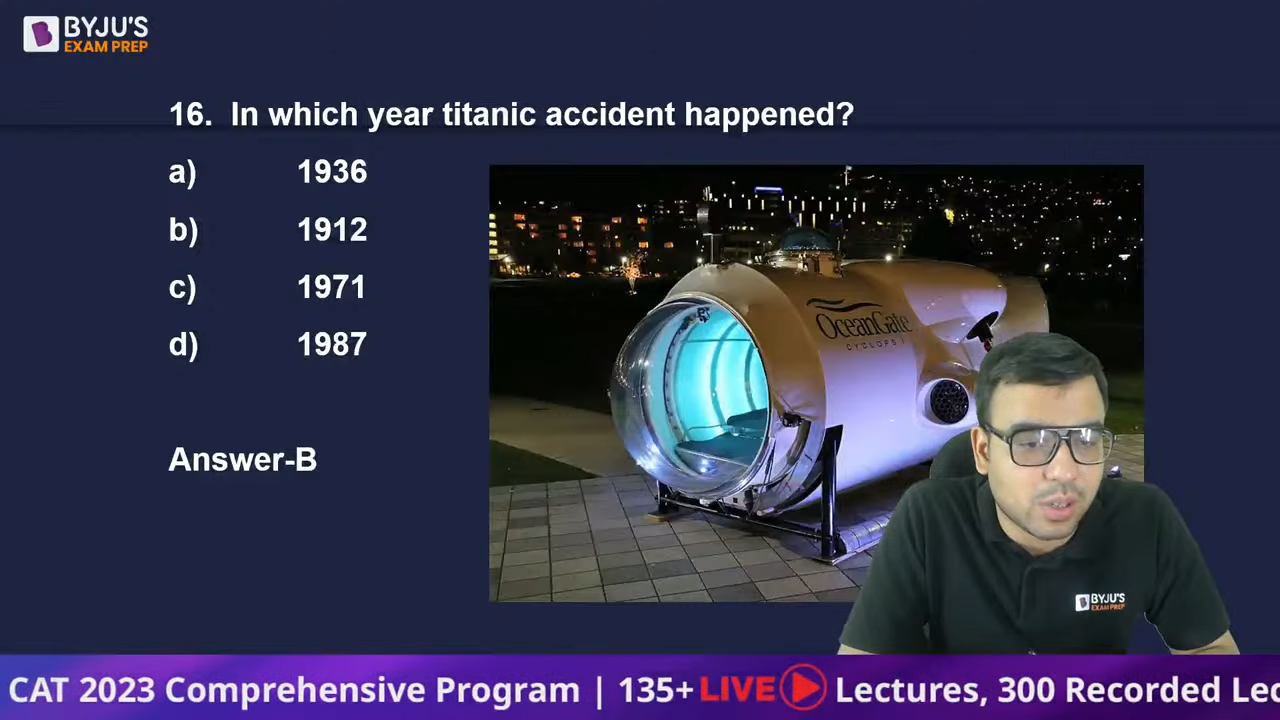 BYJU'S
EXAM PREP
16. In which year titanic accident happened?
a) 1936
b) 1912
c) 1971
d) 1987
Answer-B
OceanGate
CYCLOPS 1
BYJU'S
EXAM PREP
CAT 2023 Comprehensive Program | 135+ LIVE Lectures, 300 Recorded Lec